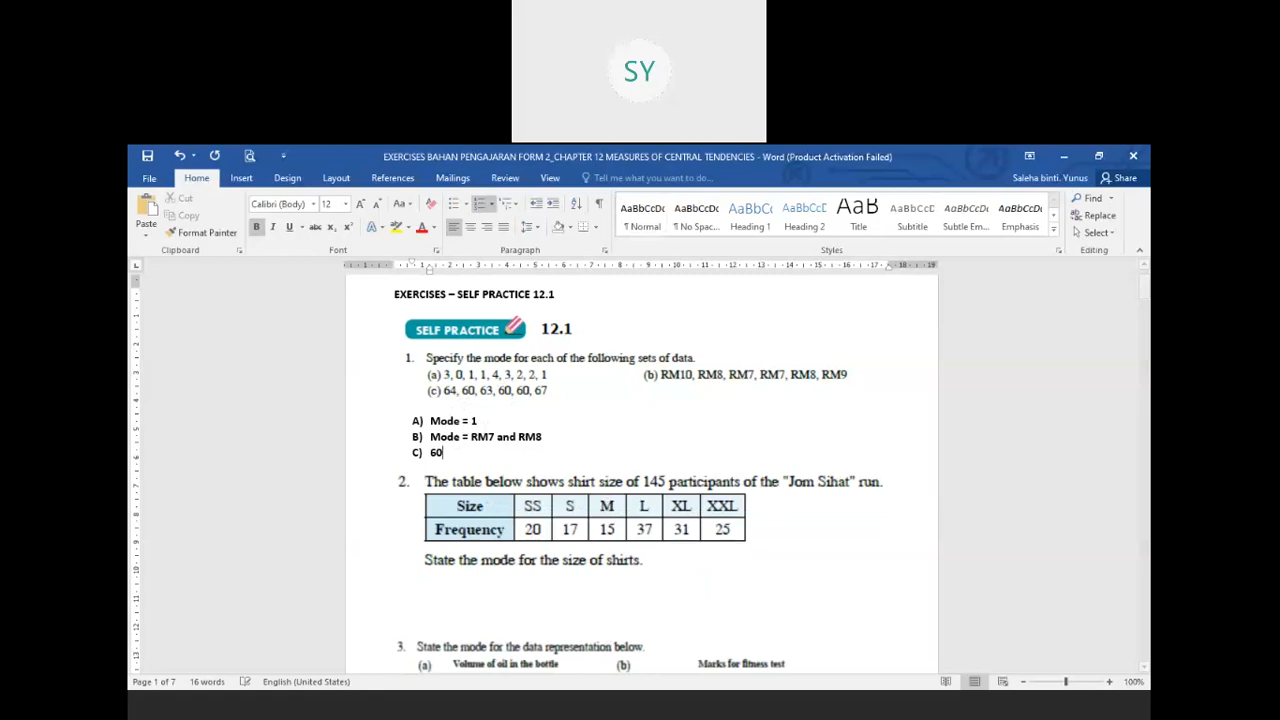 SY
EXERCISES BAHAN PENGAJARAN FORM 2_CHAPTER 12 MEASURES OF CENTRAL TENDENCIES - Word (Product Activation Failed)
File Home Insert Design Layout References Mailings Review View Tell me what you want to do... Saleha binti. Yunus Share
Paste Cut Copy Format Painter
Calibri (Body) 12
B I U abc x₂ x²
AaBbCcDc AaBbCcDc AaBbCc AaBbCcC AaB AaBbCcD AaBbCcDc AaBbCcDc
¶ Normal ¶ No Spac... Heading 1 Heading 2 Title Subtitle Subtle Em... Emphasis
Find Replace Select
Clipboard Font Paragraph Styles Editing
EXERCISES – SELF PRACTICE 12.1
SELF PRACTICE 12.1
1. Specify the mode for each of the following sets of data.
(a) 3, 0, 1, 1, 4, 3, 2, 2, 1 (b) RM10, RM8, RM7, RM7, RM8, RM9
(c) 64, 60, 63, 60, 60, 67
A) Mode = 1
B) Mode = RM7 and RM8
C) 60
2. The table below shows shirt size of 145 participants of the "Jom Sihat" run.
Size SS S M L XL XXL
Frequency 20 17 15 37 31 25
State the mode for the size of shirts.
3. State the mode for the data representation below.
(a) Volume of oil in the bottle (b) Marks for fitness test
Page 1 of 7 16 words English (United States) 100%